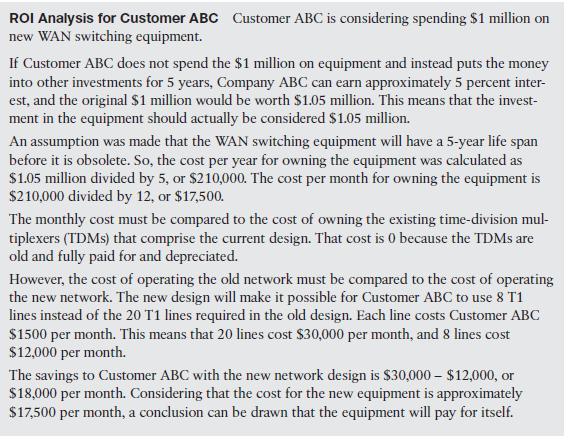 ROI Analysis for Customer ABC Customer ABC is considering spending $1 million on
new WAN switching equipment.
If Customer ABC does not spend the $1 million on equipment and instead puts the money
into other investments for 5 years, Company ABC can earn approximately 5 percent inter-
est, and the original $1 million would be worth $1.05 million. This means that the invest-
ment in the equipment should actually be considered $1.05 million.
An assumption was made that the WAN switching equipment will have a 5-year life span
before it is obsolete. So, the cost per year for owning the equipment was calculated as
$1.05 million divided by 5, or $210,000. The cost per month for owning the equipment is
$210,000 divided by 12, or $17,500.
The monthly cost must be compared to the cost of owning the existing time-division mul-
tiplexers (TDMs) that comprise the current design. That cost is 0 because the TDMs are
old and fully paid for and depreciated.
However, the cost of operating the old network must be compared to the cost of operating
the new network. The new design will make it possible for Customer ABC to use 8 T1
lines instead of the 20 T1 lines required in the old design. Each line costs Customer ABC
$1500 per month. This means that 20 lines cost $30,000 per month, and 8 lines cost
$12,000 per month.
The savings to Customer ABC with the new network design is $30,000 – $12,000, or
$18,000 per month. Considering that the cost for the new equipment is approximately
$17,500 per month, a conclusion can be drawn that the equipment will pay for itself.